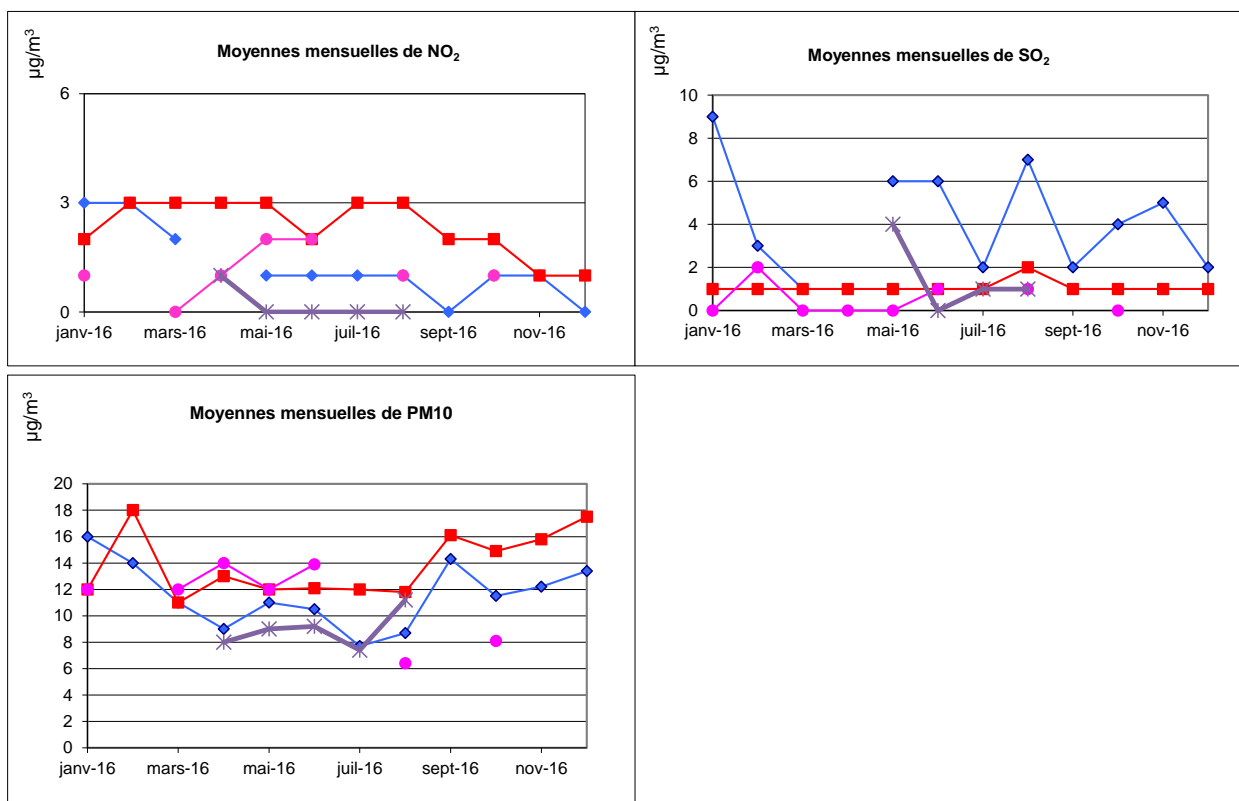 Moyennes mensuelles de NO₂
µg/m³
6
3
0
janv-16 mars-16 mai-16 juil-16 sept-16 nov-16
Moyennes mensuelles de SO₂
µg/m³
10
8
6
4
2
0
janv-16 mars-16 mai-16 juil-16 sept-16 nov-16
Moyennes mensuelles de PM10
µg/m³
20
18
16
14
12
10
8
6
4
2
0
janv-16 mars-16 mai-16 juil-16 sept-16 nov-16